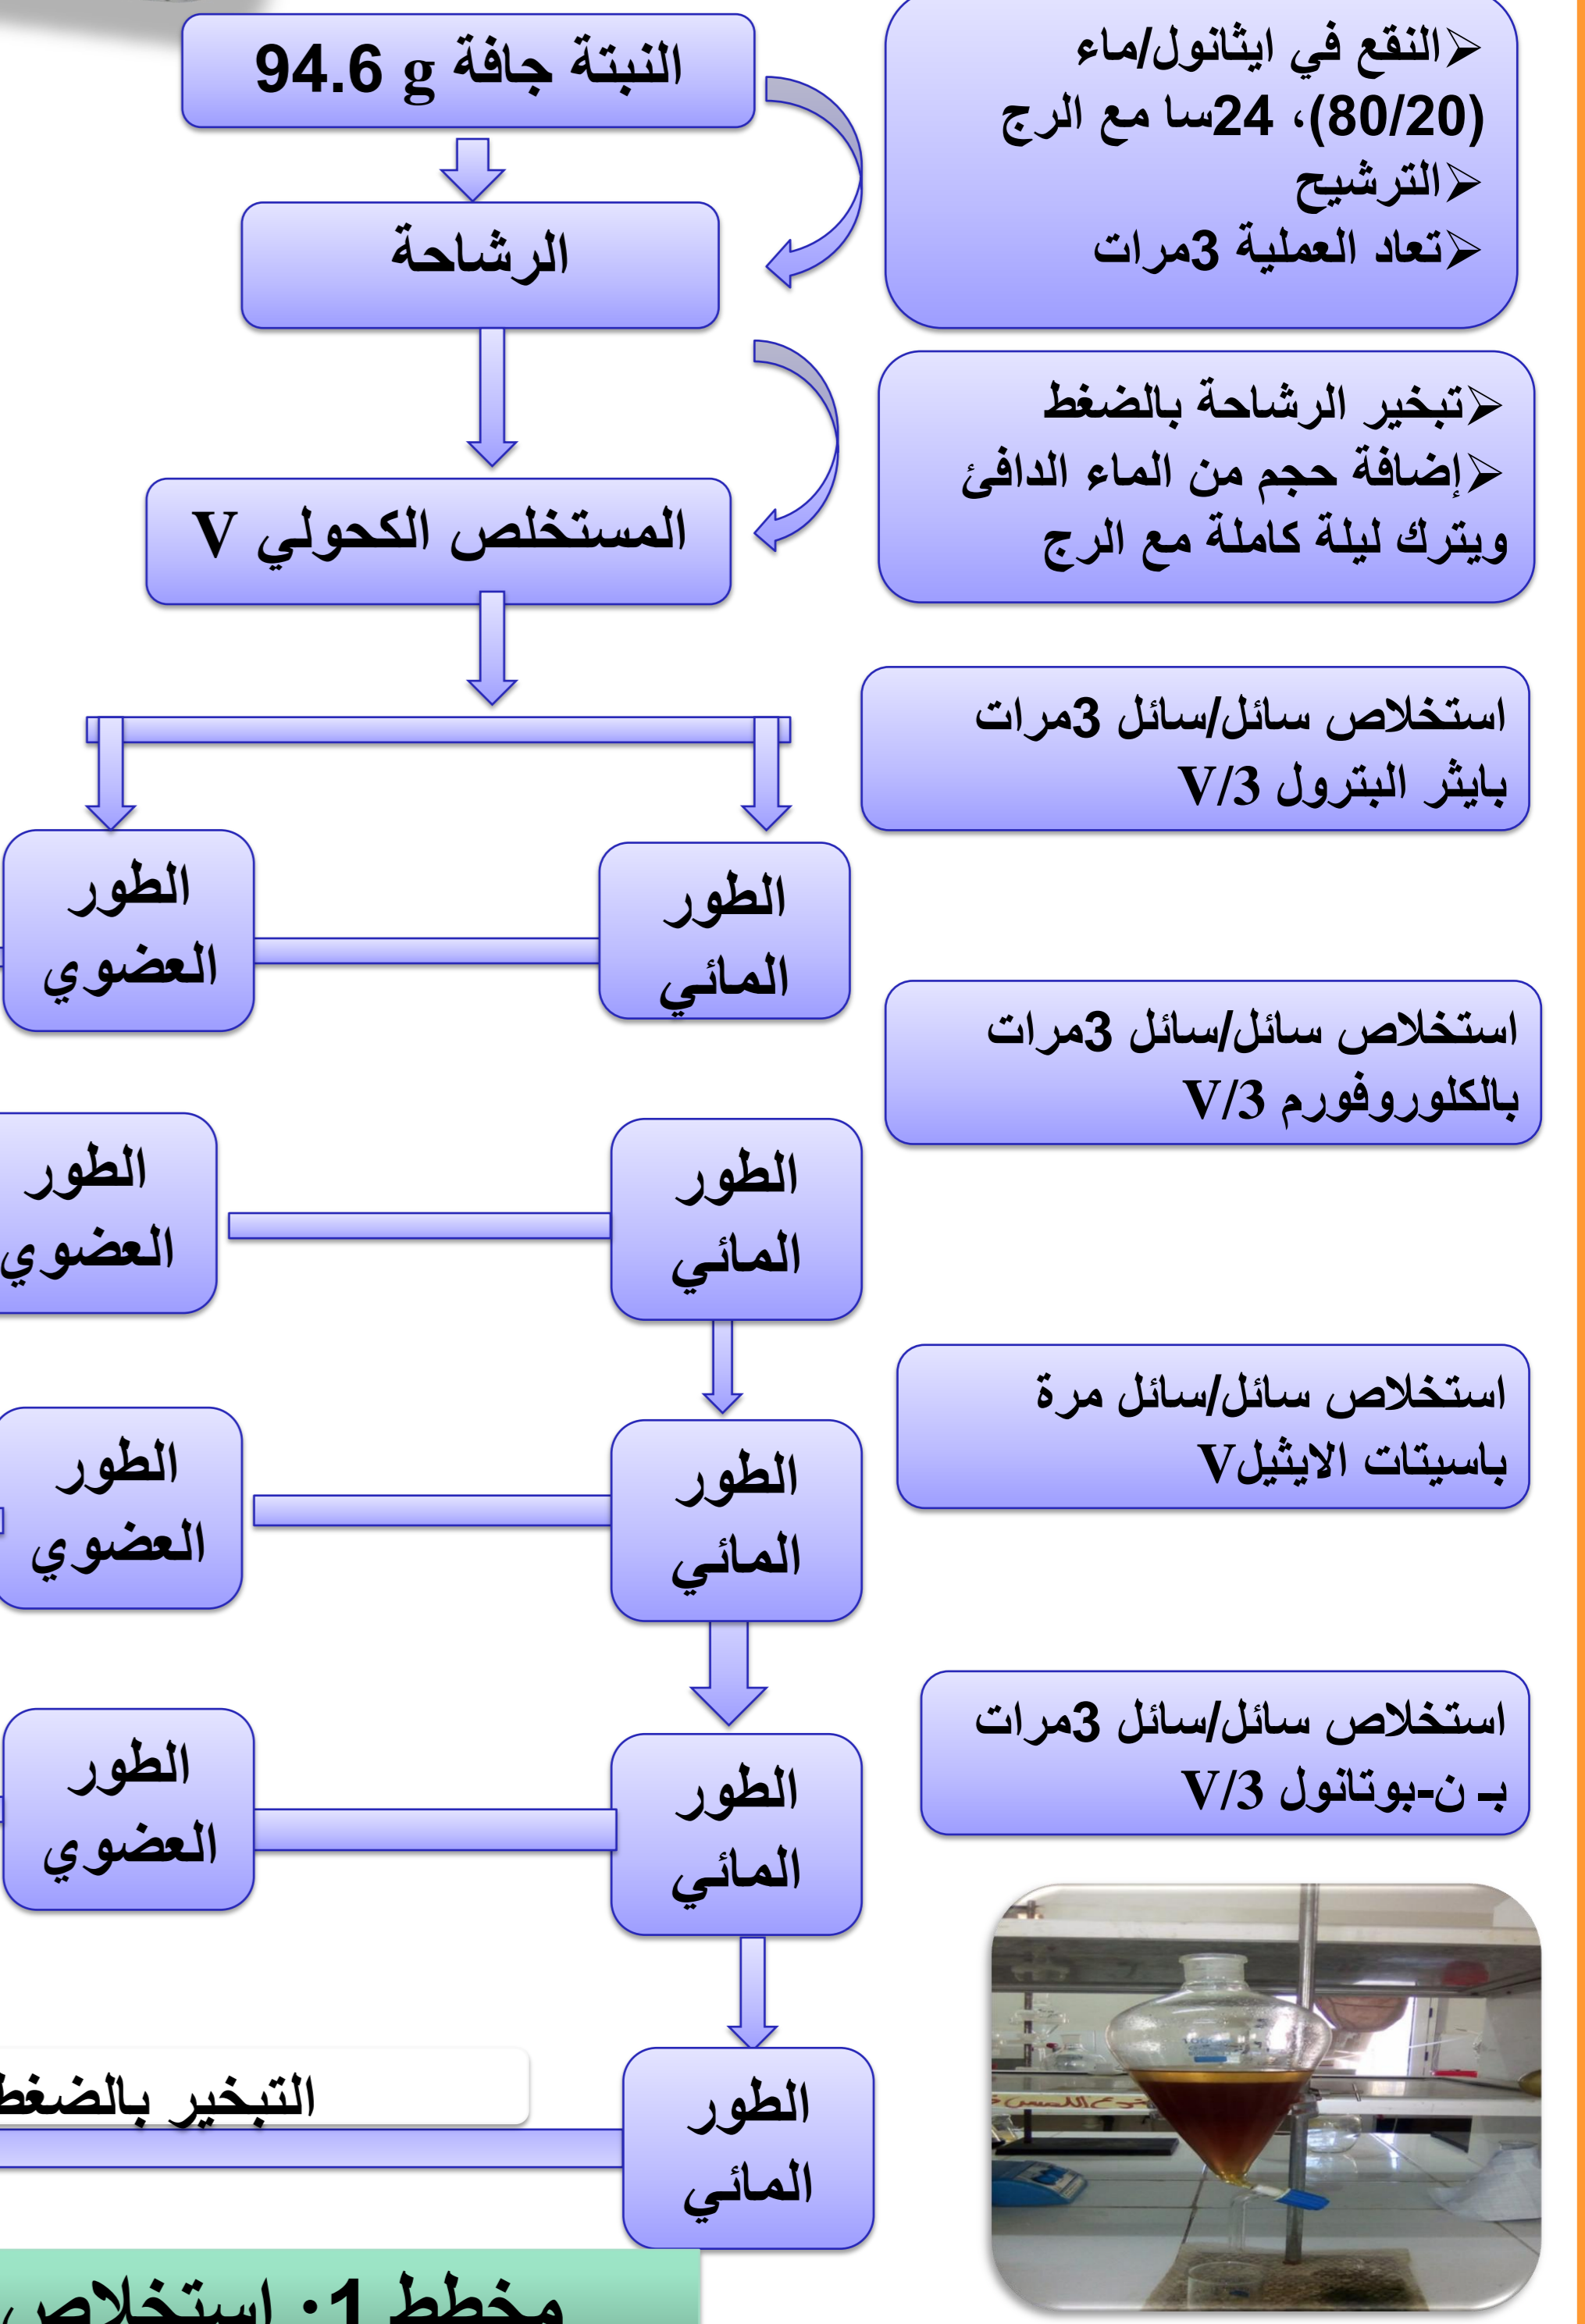 النبتة جافة 94.6 g
النقع في ايثانول/ماء
(80/20)، 24سا مع الرج
الترشيح
تعاد العملية 3مرات
الرشاحة
تبخير الرشاحة بالضغط
إضافة حجم من الماء الدافئ
ويترك ليلة كاملة مع الرج
المستخلص الكحولي V
استخلاص سائل/سائل 3مرات
بايثر البترول V/3
الطور
المائي
الطور
العضوي
استخلاص سائل/سائل 3مرات
بالكلوروفورم V/3
الطور
المائي
الطور
العضوي
استخلاص سائل/سائل مرة
باسيتات الايثيلV
الطور
المائي
الطور
العضوي
استخلاص سائل/سائل 3مرات
بـ ن-بوتانول V/3
الطور
المائي
الطور
العضوي
الطور
المائي
التبخير بالضغط
مخطط1: استخلاص